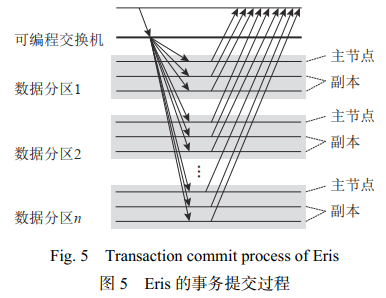 可编程交换机
主节点
数据分区1
副本
主节点
数据分区2
副本
⋯
主节点
数据分区n
副本
Fig. 5 Transaction commit process of Eris
图 5 Eris 的事务提交过程